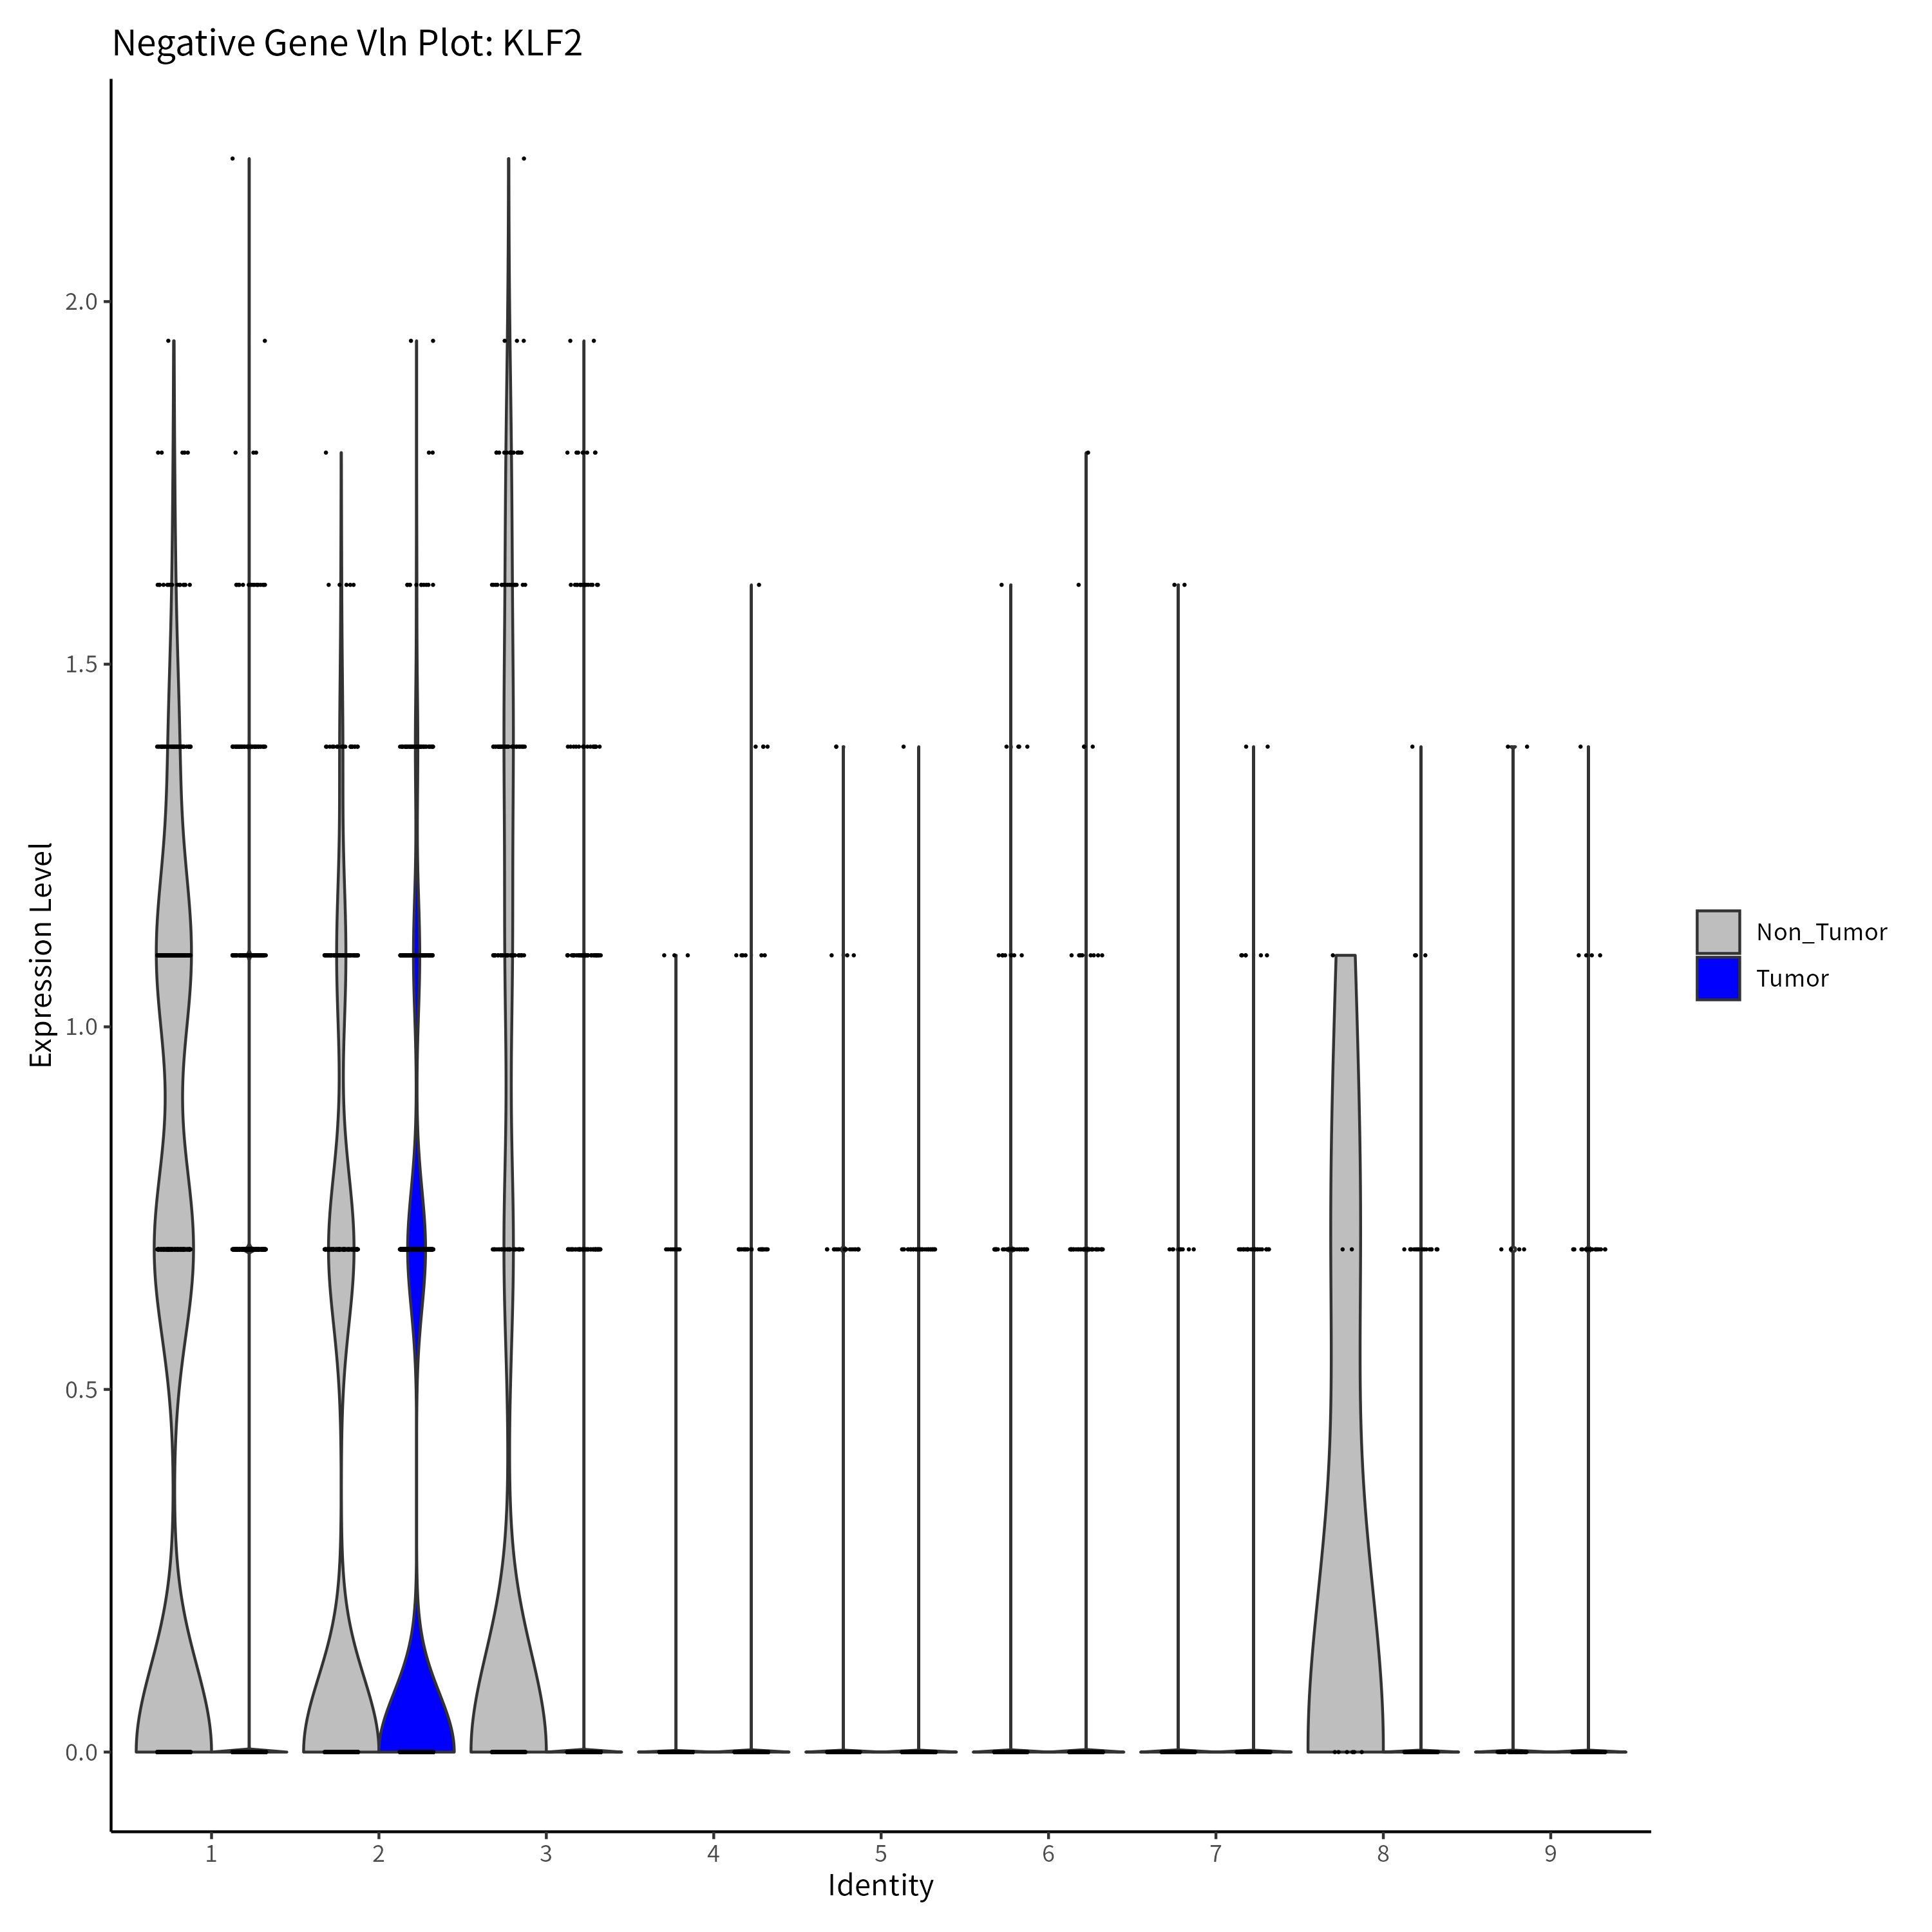 Negative Gene Vln Plot: KLF2
2.0
1.5
1.0
0.5
0.0
Expression Level
1 2 3 4 5 6 7 8 9
Identity
Non_Tumor
Tumor